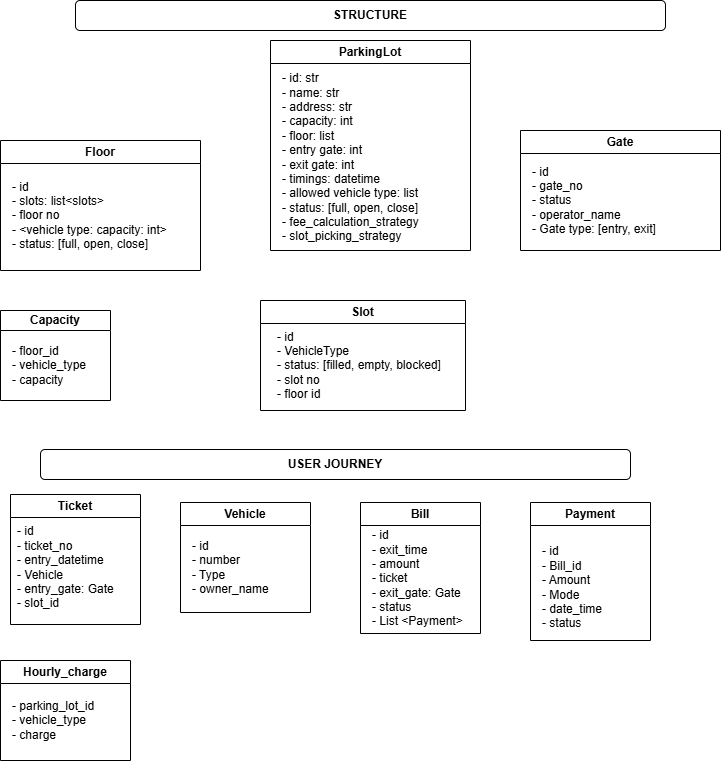 STRUCTURE
ParkingLot
- id: str
- name: str
- address: str
- capacity: int
- floor: list
- entry gate: int
- exit gate: int
- timings: datetime
- allowed vehicle type: list
- status: [full, open, close]
- fee_calculation_strategy
- slot_picking_strategy
Floor
- id
- slots: list<slots>
- floor no
- <vehicle type: capacity: int>
- status: [full, open, close]
Gate
- id
- gate_no
- status
- operator_name
- Gate type: [entry, exit]
Capacity
- floor_id
- vehicle_type
- capacity
Slot
- id
- VehicleType
- status: [filled, empty, blocked]
- slot no
- floor id
USER JOURNEY
Ticket
- id
- ticket_no
- entry_datetime
- Vehicle
- entry_gate: Gate
- slot_id
Vehicle
- id
- number
- Type
- owner_name
Bill
- id
- exit_time
- amount
- ticket
- exit_gate: Gate
- status
- List <Payment>
Payment
- id
- Bill_id
- Amount
- Mode
- date_time
- status
Hourly_charge
- parking_lot_id
- vehicle_type
- charge